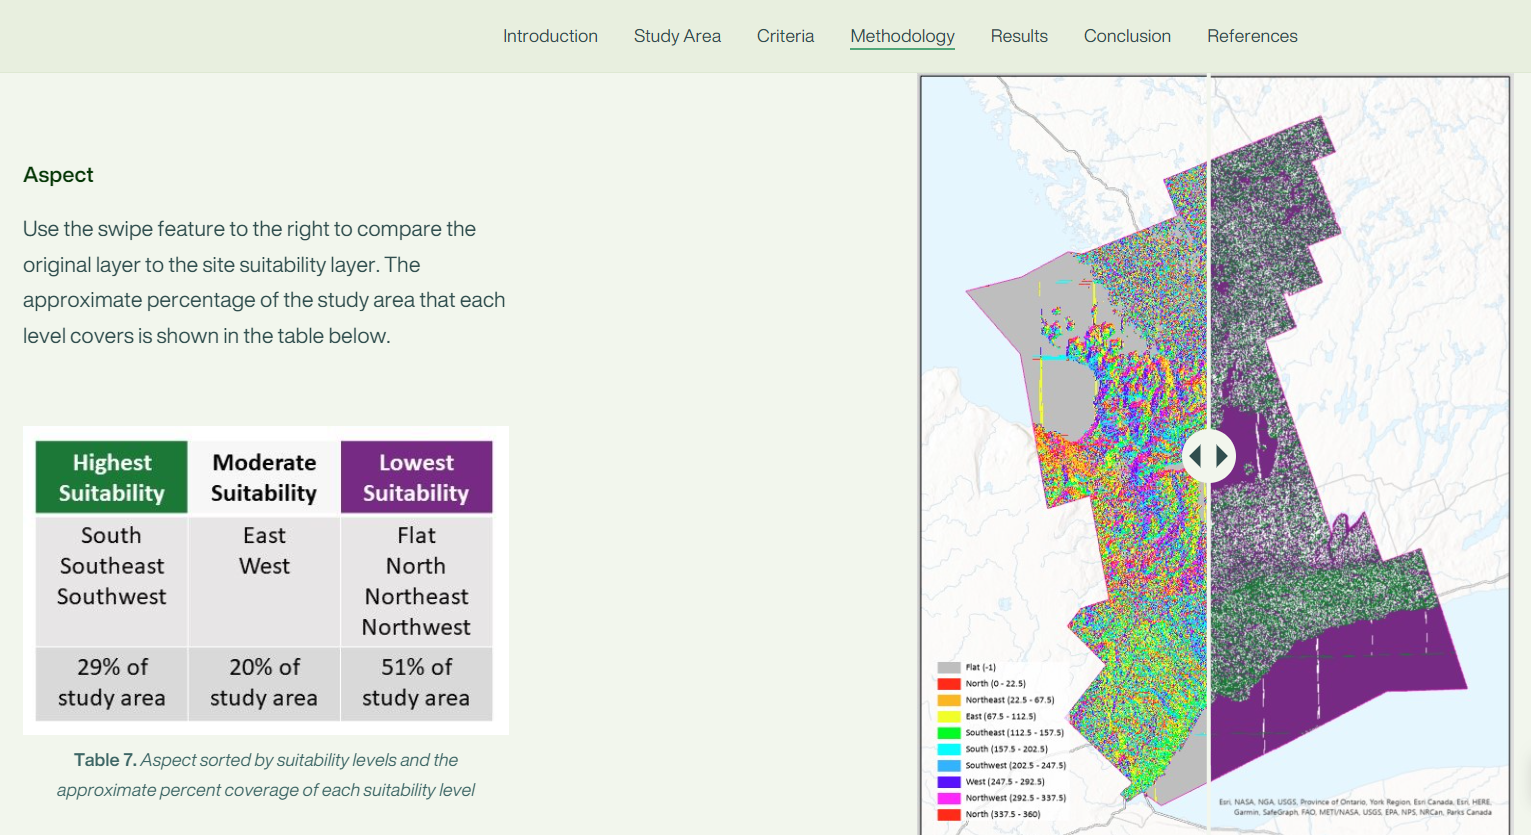 Introduction Study Area Criteria Methodology Results Conclusion References
Aspect
Use the swipe feature to the right to compare the
original layer to the site suitability layer. The
approximate percentage of the study area that each
level covers is shown in the table below.
Highest Suitability Moderate Suitability Lowest Suitability
South East Flat
Southeast West North
Southwest Northeast
Northwest
29% of 20% of 51% of
study area study area study area
Table 7. Aspect sorted by suitability levels and the
approximate percent coverage of each suitability level
Flat (-1)
North (0 - 22.5)
Northeast (22.5 - 67.5)
East (67.5 - 112.5)
Southeast (112.5 - 157.5)
South (157.5 - 202.5)
Southwest (202.5 - 247.5)
West (247.5 - 292.5)
Northwest (292.5 - 337.5)
North (337.5 - 360)
Esri, NASA, NGA, USGS, Province of Ontario, York Region, Esri Canada, Esri, HERE,
Garmin, SafeGraph, FAO, METI/NASA, USGS, EPA, NPS, NRCan, Parks Canada